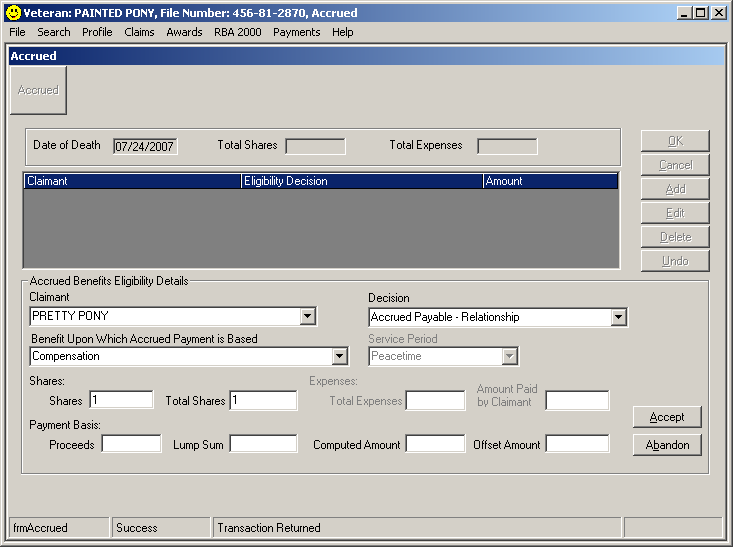 Veteran: PAINTED PONY, File Number: 456-81-2870, Accrued
File Search Profile Claims Awards RBA 2000 Payments Help
Accrued
Accrued
Date of Death 07/24/2007 Total Shares Total Expenses
OK
Cancel
Add
Edit
Delete
Undo
Claimant Eligibility Decision Amount
Accrued Benefits Eligibility Details
Claimant Decision
PRETTY PONY Accrued Payable - Relationship
Benefit Upon Which Accrued Payment is Based Service Period
Compensation Peacetime
Shares: Expenses:
Shares 1 Total Shares 1 Total Expenses Amount Paid by Claimant
Payment Basis:
Proceeds Lump Sum Computed Amount Offset Amount
Accept
Abandon
frmAccrued Success Transaction Returned